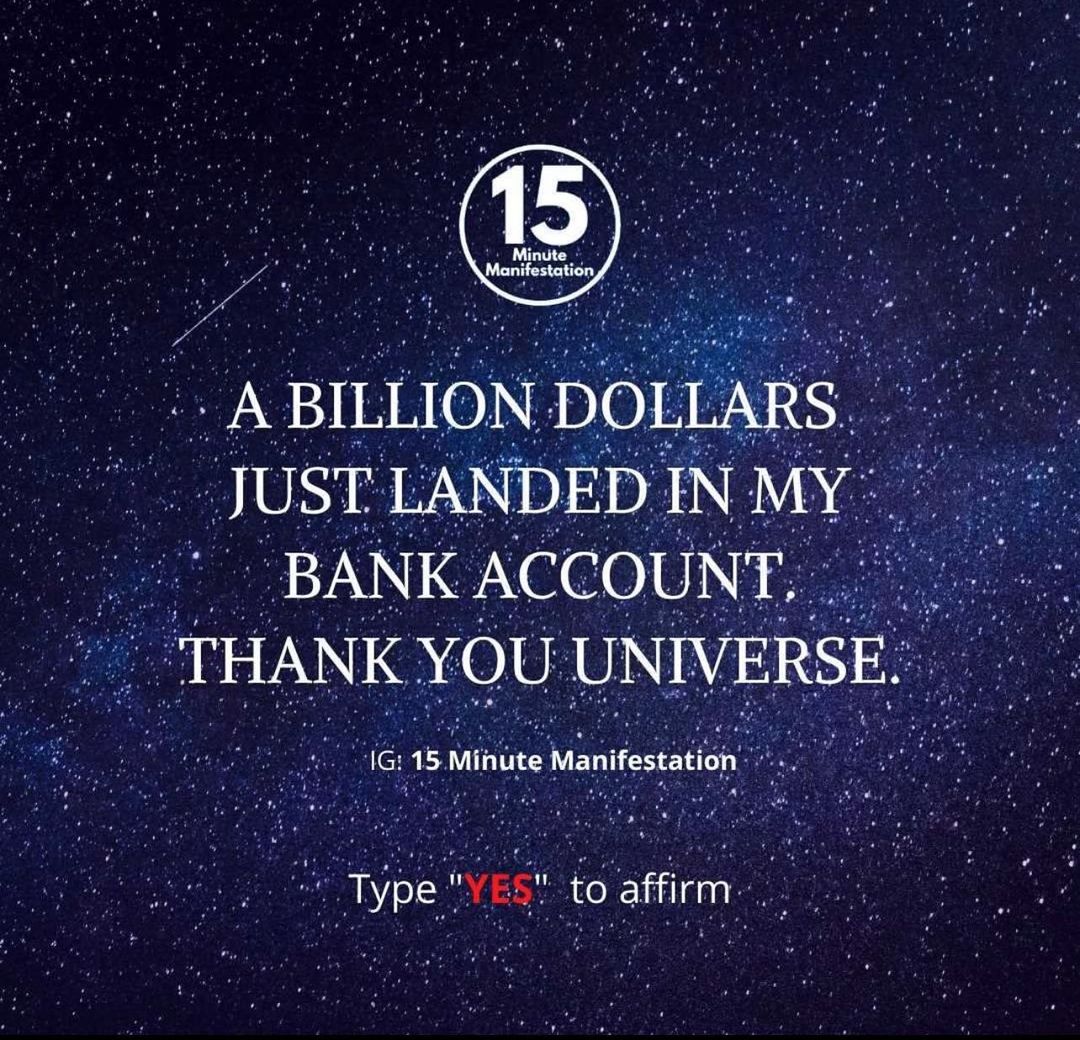 15
Minute
Manifestation
A BILLION DOLLARS
JUST LANDED IN MY
BANK ACCOUNT.
THANK YOU UNIVERSE.
IG: 15 Minute Manifestation
Type "YES" to affirm